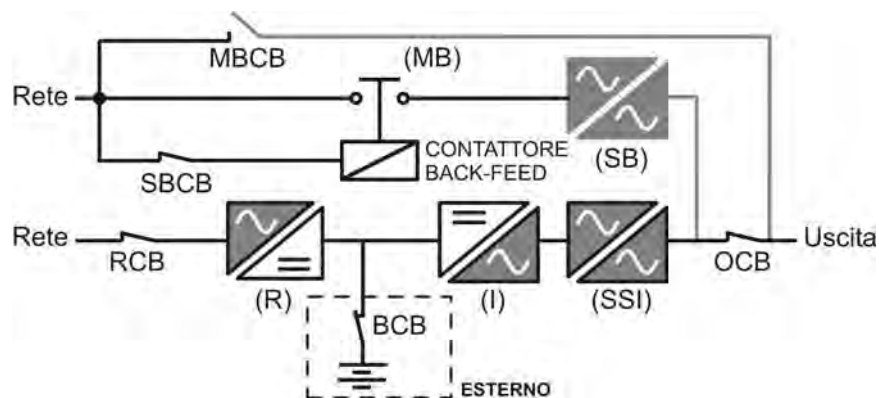 MBCB
(MB)
Rete
CONTATTORE
BACK-FEED
(SB)
SBCB
Rete
Uscita
RCB
OCB
(R)
(I)
(SSI)
BCB
ESTERNO